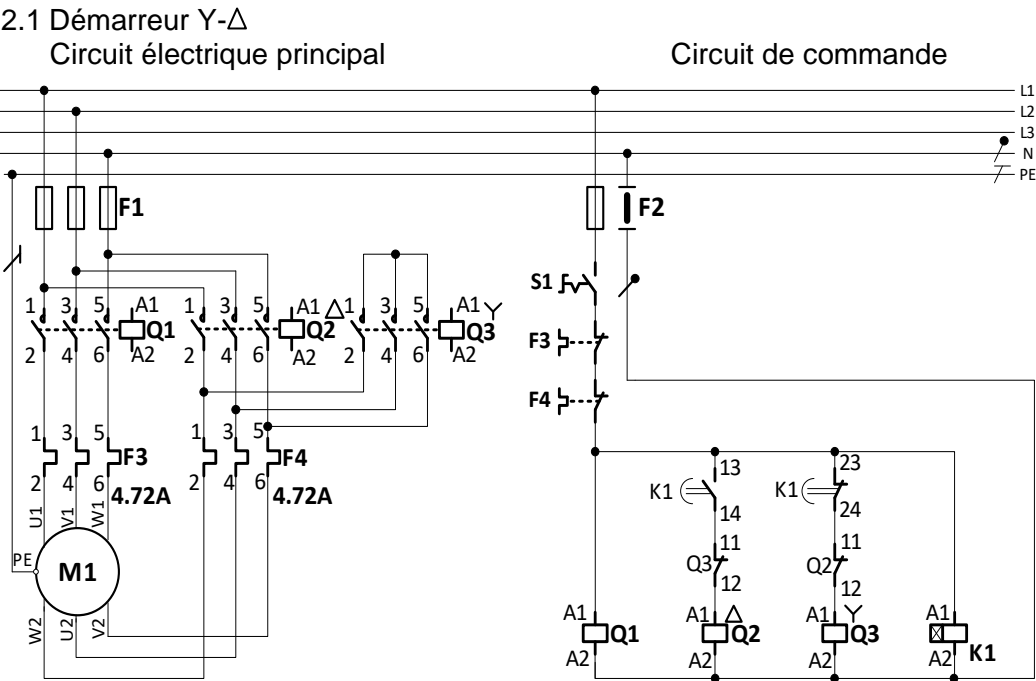 2.1 Démarreur Y-Δ
Circuit électrique principal
Circuit de commande
L1
L2
L3
N
PE
F1
F2
S1
1 3 5 A1 Q1
2 4 6 A2
1 3 5 A1 Δ Q2
2 4 6 A2
1 3 5 A1 Y Q3
2 4 6 A2
F3
F4
1 3 5 F3
2 4 6 4.72A
1 3 5 F4
2 4 6 4.72A
U1 V1 W1
PE
M1
W2 U2 V2
K1 13
14
K1 23
24
Q3 11
12
Q2 11
12
A1 Q1
A2
A1 Δ Q2
A2
A1 Y Q3
A2
A1 K1
A2